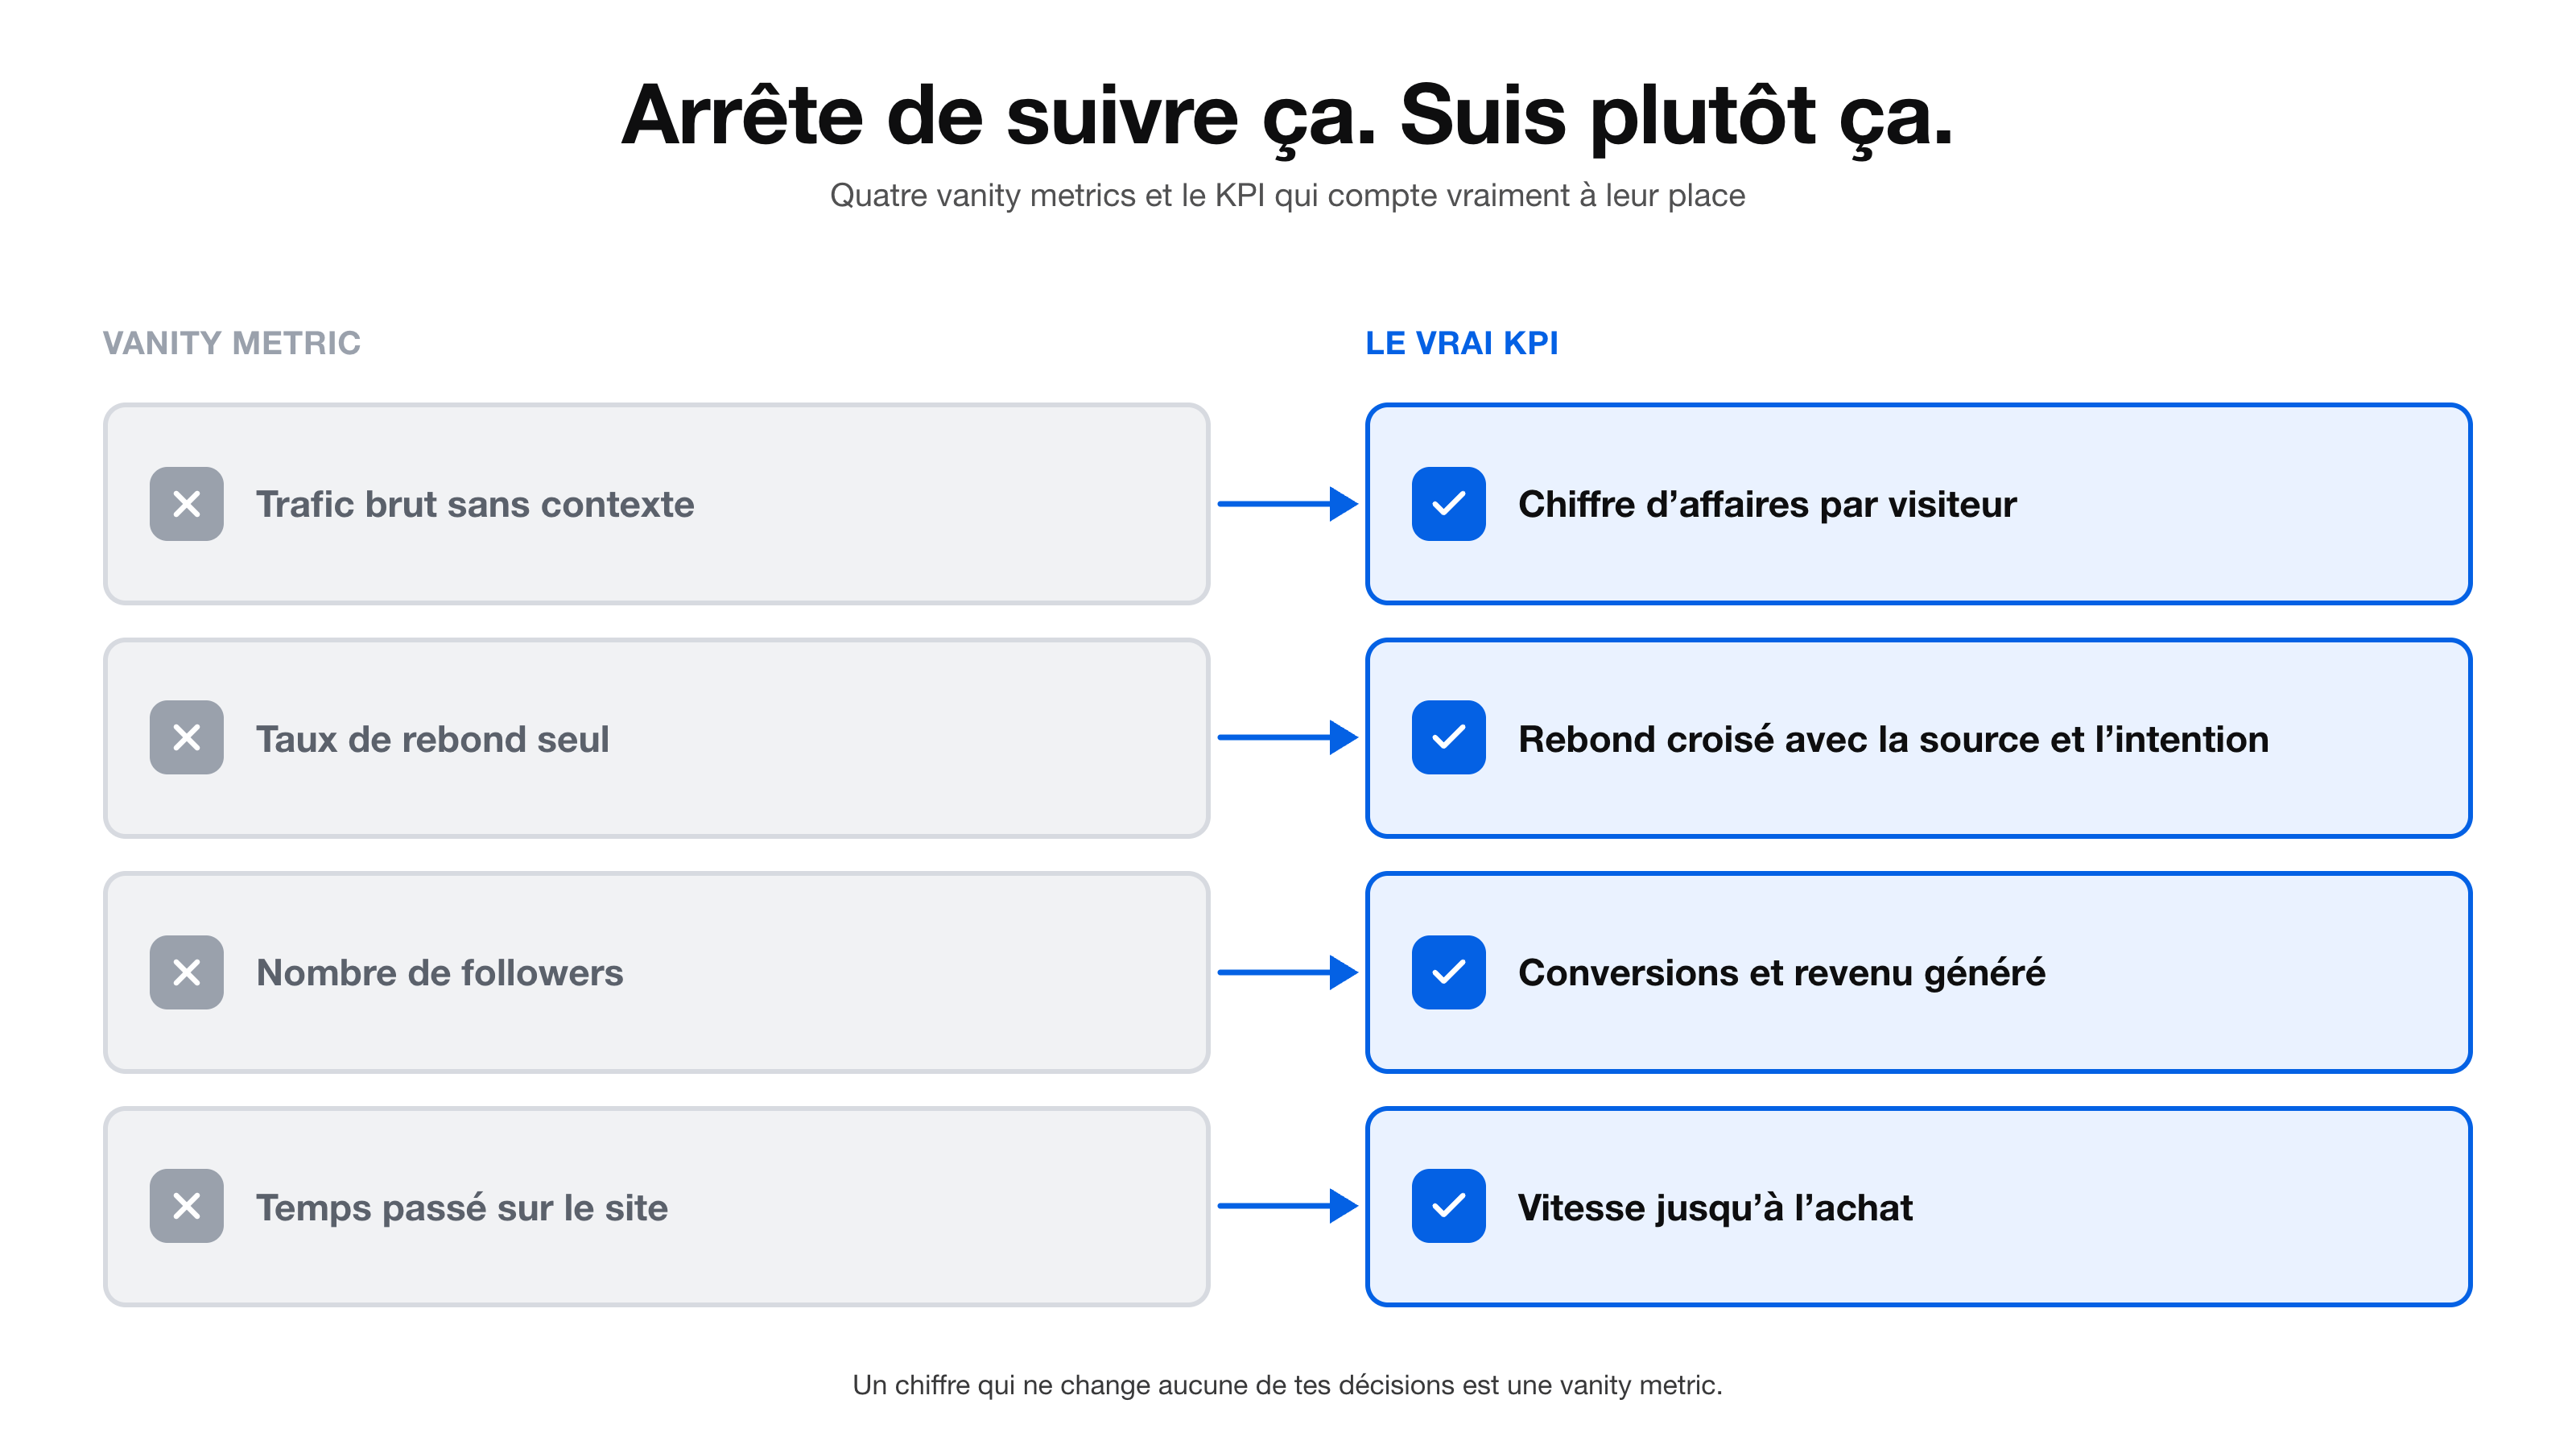 Arrête de suivre ça. Suis plutôt ça.
Quatre vanity metrics et le KPI qui compte vraiment à leur place
VANITY METRIC
LE VRAI KPI
Trafic brut sans contexte
Chiffre d’affaires par visiteur
Taux de rebond seul
Rebond croisé avec la source et l’intention
Nombre de followers
Conversions et revenu généré
Temps passé sur le site
Vitesse jusqu’à l’achat
Un chiffre qui ne change aucune de tes décisions est une vanity metric.